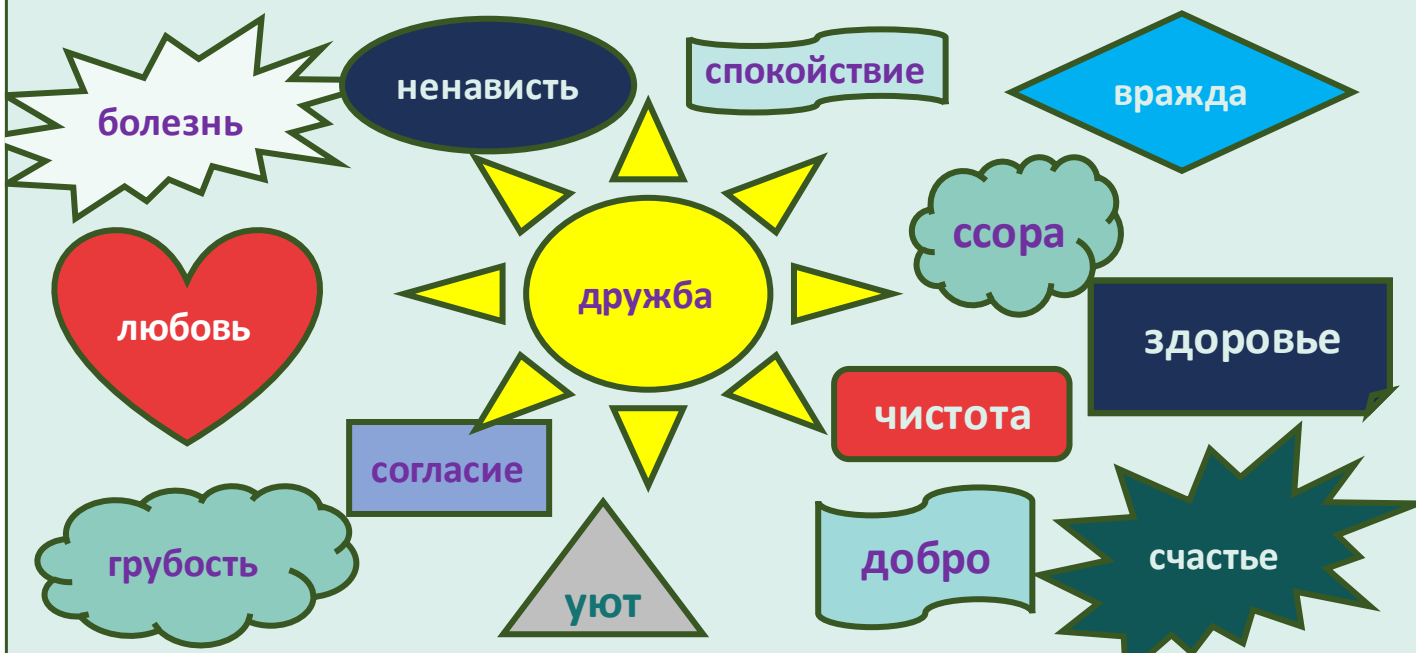 болезнь
ненависть
спокойствие
вражда
любовь
дружба
ссора
здоровье
чистота
согласие
грубость
уют
добро
счастье